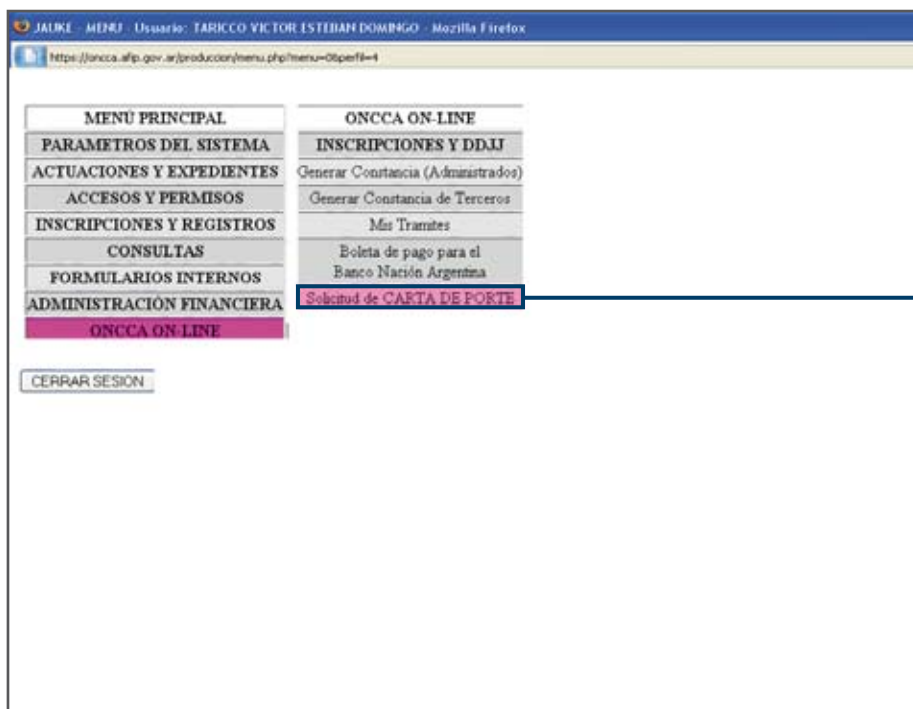 JAUKE - MENU - Usuario: TARICCO VICTOR ESTEBAN DOMINGO - Mozilla Firefox
https://oncca.afip.gov.ar/produccion/menu.php?menu=0&perfil=4
MENÚ PRINCIPAL
PARAMETROS DEL SISTEMA
ACTUACIONES Y EXPEDIENTES
ACCESOS Y PERMISOS
INSCRIPCIONES Y REGISTROS
CONSULTAS
FORMULARIOS INTERNOS
ADMINISTRACIÓN FINANCIERA
ONCCA ON-LINE
ONCCA ON-LINE
INSCRIPCIONES Y DDJJ
Generar Constancia (Administrados)
Generar Constancia de Terceros
Mis Tramites
Boleta de pago para el
Banco Nación Argentina
Solicitud de CARTA DE PORTE
CERRAR SESION